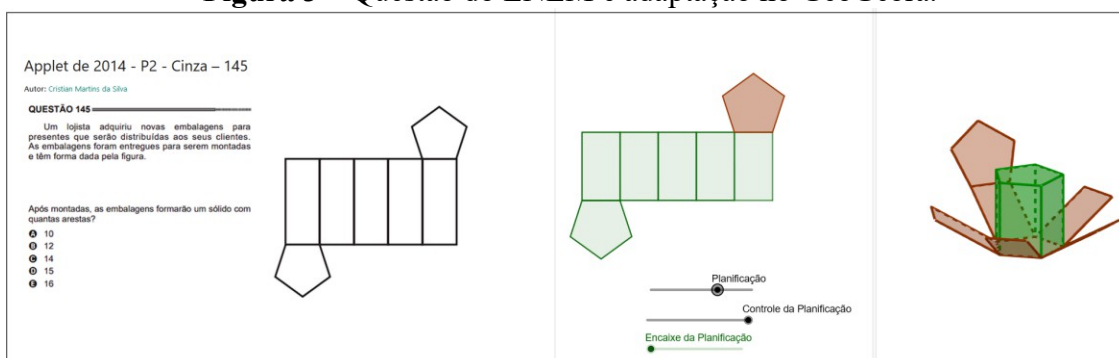 Figura 3 – Questão do ENEM e adaptação no GeoGebra.
Applet de 2014 - P2 - Cinza – 145
Autor: Cristian Martins da Silva
QUESTÃO 145
Um lojista adquiriu novas embalagens para
presentes que serão distribuídas aos seus clientes.
As embalagens foram entregues para serem montadas
e têm forma dada pela figura.
Após montadas, as embalagens formarão um sólido com
quantas arestas?
A 10
B 12
C 14
D 15
E 16
Planificação
Controle da Planificação
Encaixe da Planificação